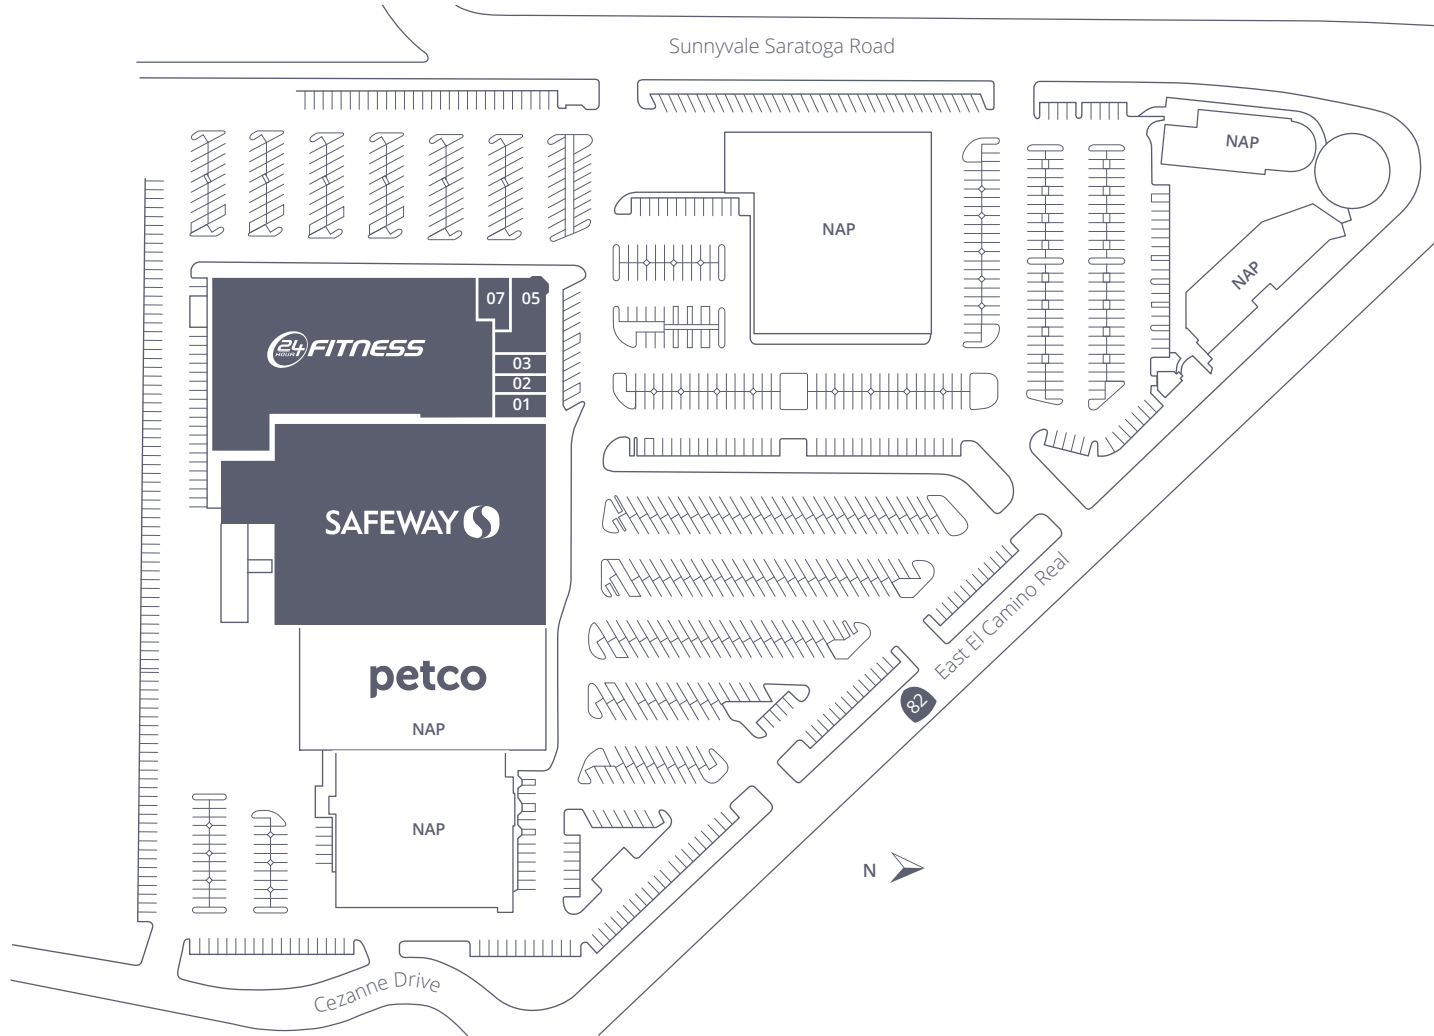 Sunnyvale Saratoga Road
NAP
NAP
NAP
07
05
24
HOUR
FITNESS
03
02
01
SAFEWAY
East El Camino Real
82
petco
NAP
NAP
N
Cezanne Drive